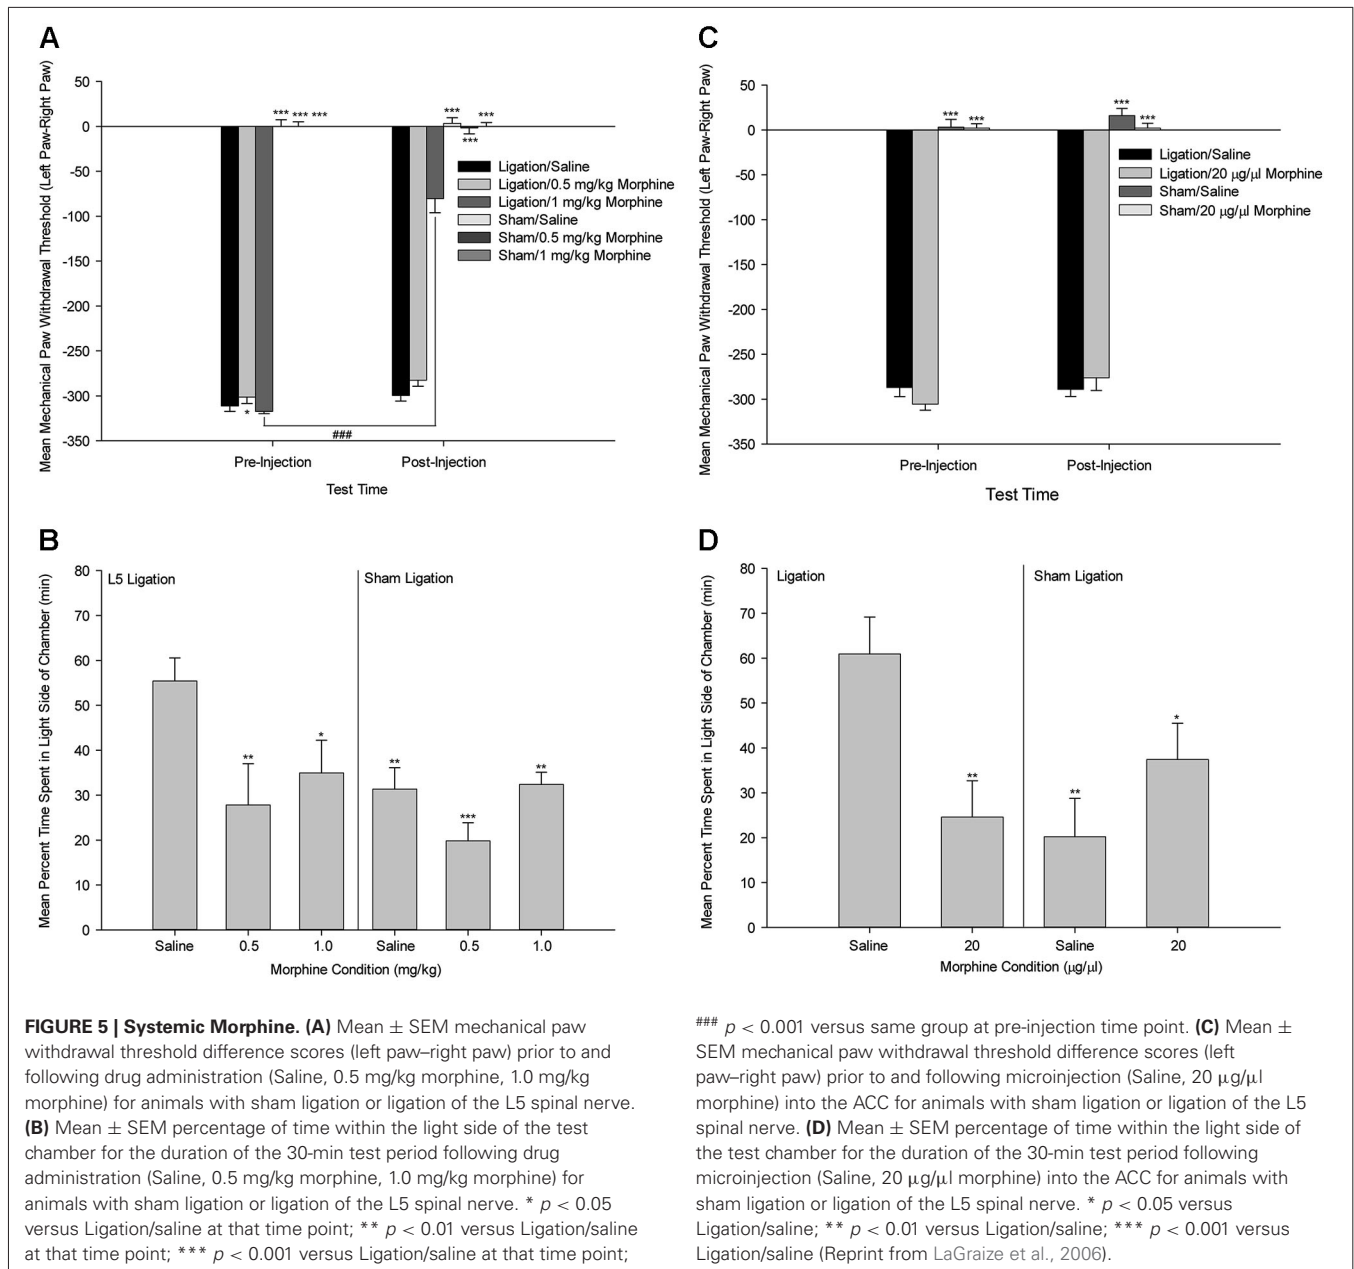 A
Mean Mechanical Paw Withdrawal Threshold (Left Paw-Right Paw)
50
0
-50
-100
-150
-200
-250
-300
-350
*** *** ***
***
***
***
*
###
Ligation/Saline
Ligation/0.5 mg/kg Morphine
Ligation/1 mg/kg Morphine
Sham/Saline
Sham/0.5 mg/kg Morphine
Sham/1 mg/kg Morphine
Pre-Injection Post-Injection
Test Time
B
Mean Percent Time Spent in Light Side of Chamber (min)
80
70
60
50
40
30
20
10
0
L5 Ligation Sham Ligation
** * ** *** **
Saline 0.5 1.0 Saline 0.5 1.0
Morphine Condition (mg/kg)
C
Mean Mechanical Paw Withdrawal Threshold (Left Paw-Right Paw)
50
0
-50
-100
-150
-200
-250
-300
-350
*** ***
*** ***
Ligation/Saline
Ligation/20 µg/µl Morphine
Sham/Saline
Sham/20 µg/µl Morphine
Pre-Injection Post-Injection
Test Time
D
Mean Percent Time Spent in Light Side of Chamber (min)
80
70
60
50
40
30
20
10
0
Ligation Sham Ligation
** ** *
Saline 20 Saline 20
Morphine Condition (µg/µl)
FIGURE 5 | Systemic Morphine. (A) Mean ± SEM mechanical paw
withdrawal threshold difference scores (left paw–right paw) prior to and
following drug administration (Saline, 0.5 mg/kg morphine, 1.0 mg/kg
morphine) for animals with sham ligation or ligation of the L5 spinal nerve.
(B) Mean ± SEM percentage of time within the light side of the test
chamber for the duration of the 30-min test period following drug
administration (Saline, 0.5 mg/kg morphine, 1.0 mg/kg morphine) for
animals with sham ligation or ligation of the L5 spinal nerve. * p < 0.05
versus Ligation/saline at that time point; ** p < 0.01 versus Ligation/saline
at that time point; *** p < 0.001 versus Ligation/saline at that time point;
### p < 0.001 versus same group at pre-injection time point. (C) Mean ±
SEM mechanical paw withdrawal threshold difference scores (left
paw–right paw) prior to and following microinjection (Saline, 20 µg/µl
morphine) into the ACC for animals with sham ligation or ligation of the L5
spinal nerve. (D) Mean ± SEM percentage of time within the light side of
the test chamber for the duration of the 30-min test period following
microinjection (Saline, 20 µg/µl morphine) into the ACC for animals with
sham ligation or ligation of the L5 spinal nerve. * p < 0.05 versus
Ligation/saline; ** p < 0.01 versus Ligation/saline; *** p < 0.001 versus
Ligation/saline (Reprint from LaGraize et al., 2006).